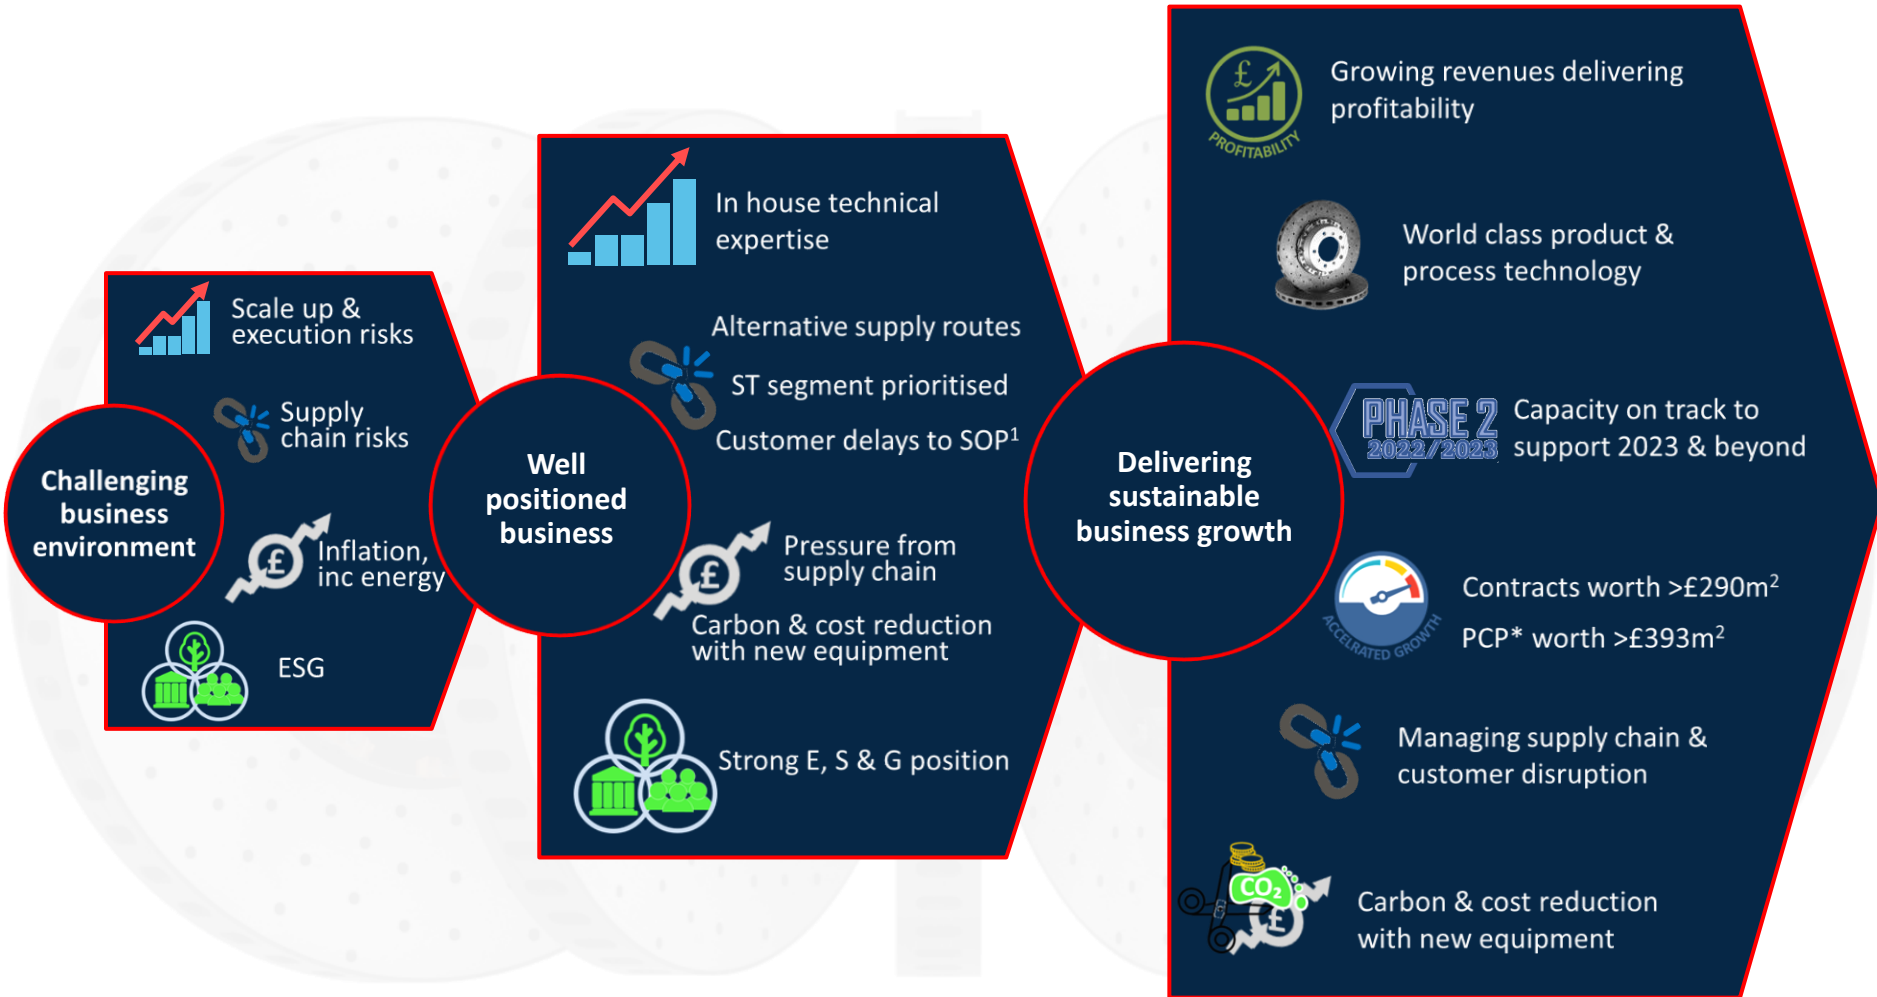 Challenging
business
environment
Scale up &
execution risks
Supply
chain risks
£
Inflation,
inc energy
ESG
Well
positioned
business
In house technical
expertise
Alternative supply routes
ST segment prioritised
Customer delays to SOP1
£
Pressure from
supply chain
Carbon & cost reduction
with new equipment
Strong E, S & G position
Delivering
sustainable
business growth
£
PROFITABILITY
Growing revenues delivering
profitability
World class product &
process technology
PHASE 2
2022/2023
Capacity on track to
support 2023 & beyond
ACCELRATED GROWTH
Contracts worth >£290m2
PCP* worth >£393m2
Managing supply chain &
customer disruption
CO2
£
Carbon & cost reduction
with new equipment